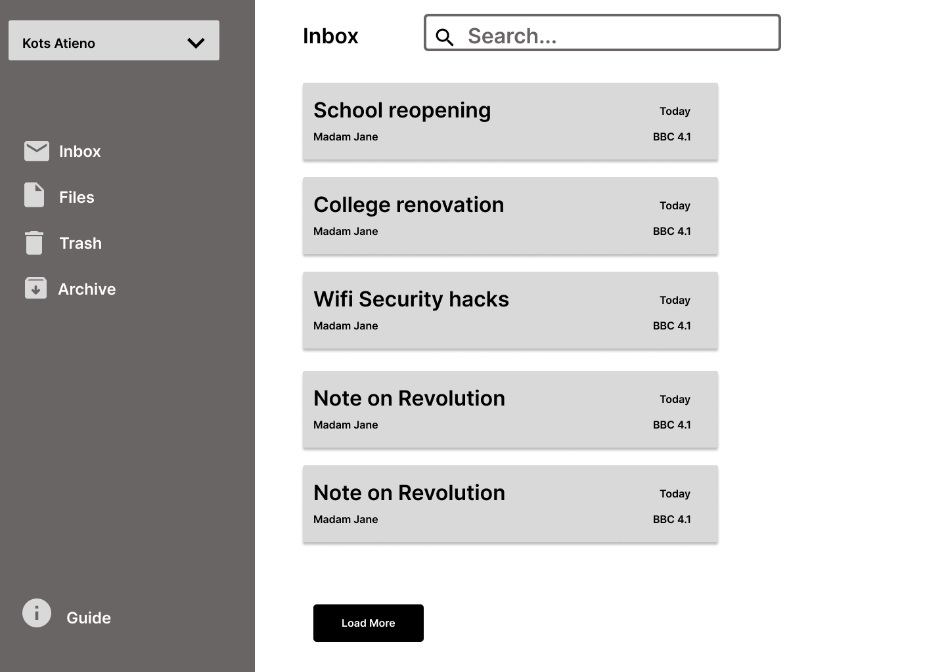 Kots Atieno
Inbox
Files
Trash
Archive
Guide
Inbox
Search...
School reopening
Today
Madam Jane
BBC 4.1
College renovation
Today
Madam Jane
BBC 4.1
Wifi Security hacks
Today
Madam Jane
BBC 4.1
Note on Revolution
Today
Madam Jane
BBC 4.1
Note on Revolution
Today
Madam Jane
BBC 4.1
Load More